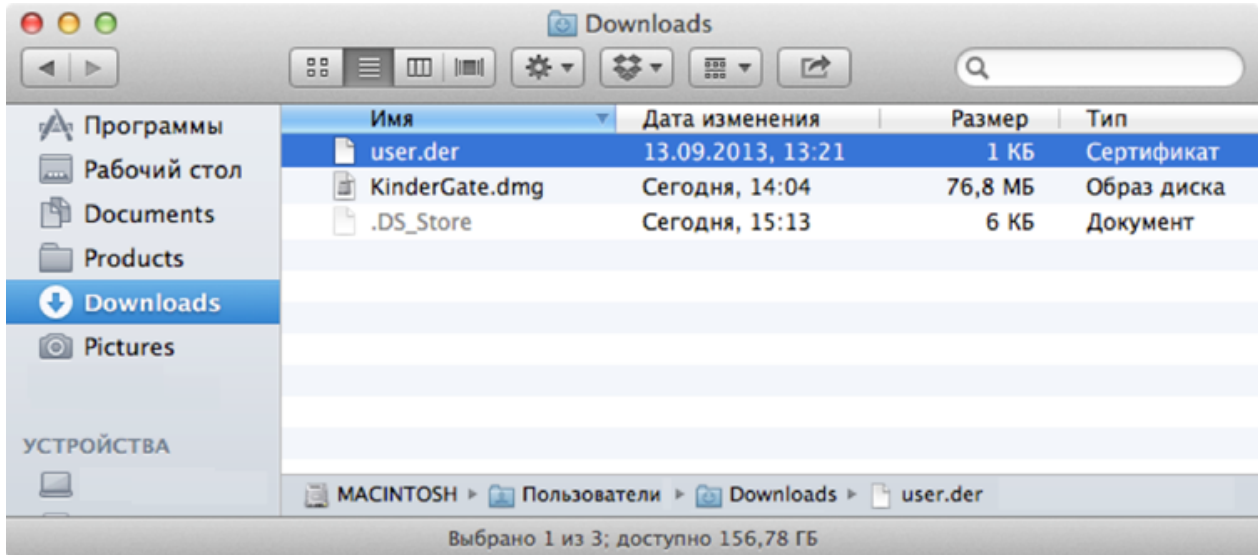 Downloads
Программы
Рабочий стол
Documents
Products
Downloads
Pictures
УСТРОЙСТВА
Имя Дата изменения Размер Тип
user.der 13.09.2013, 13:21 1 КБ Сертификат
KinderGate.dmg Сегодня, 14:04 76,8 МБ Образ диска
.DS_Store Сегодня, 15:13 6 КБ Документ
MACINTOSH ▸ Пользователи ▸ Downloads ▸ user.der
Выбрано 1 из 3; доступно 156,78 ГБ